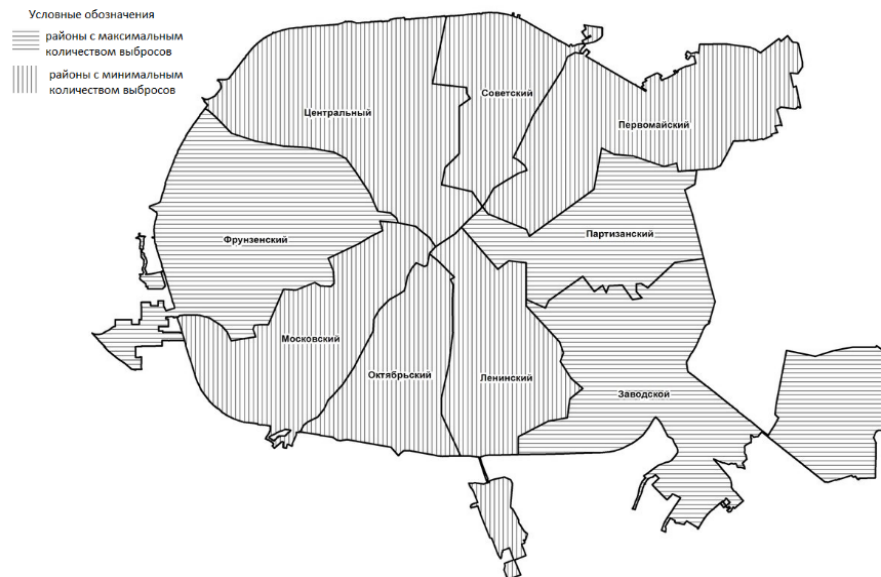 Условные обозначения
районы с максимальным
количеством выбросов
районы с минимальным
количеством выбросов
Советский
Центральный
Первомайский
Партизанский
Фрунзенский
Московский
Октябрьский
Ленинский
Заводской